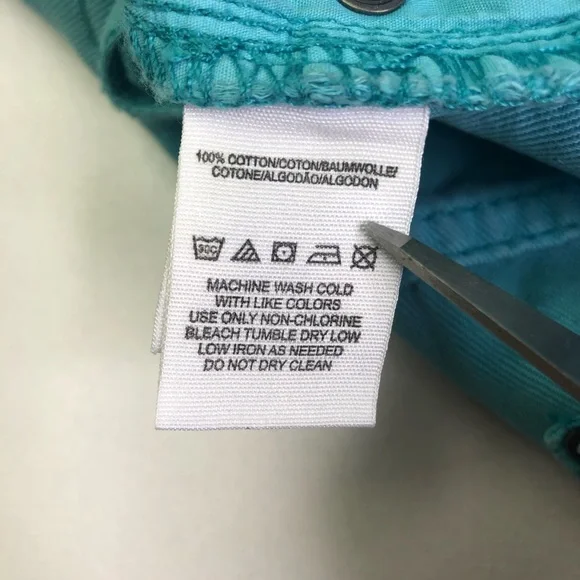 100% COTTON/COTON/BAUMWOLLE/
COTONE/ALGODÃO/ALGODON
30C
MACHINE WASH COLD
WITH LIKE COLORS
USE ONLY NON-CHLORINE
BLEACH TUMBLE DRY LOW
LOW IRON AS NEEDED
DO NOT DRY CLEAN